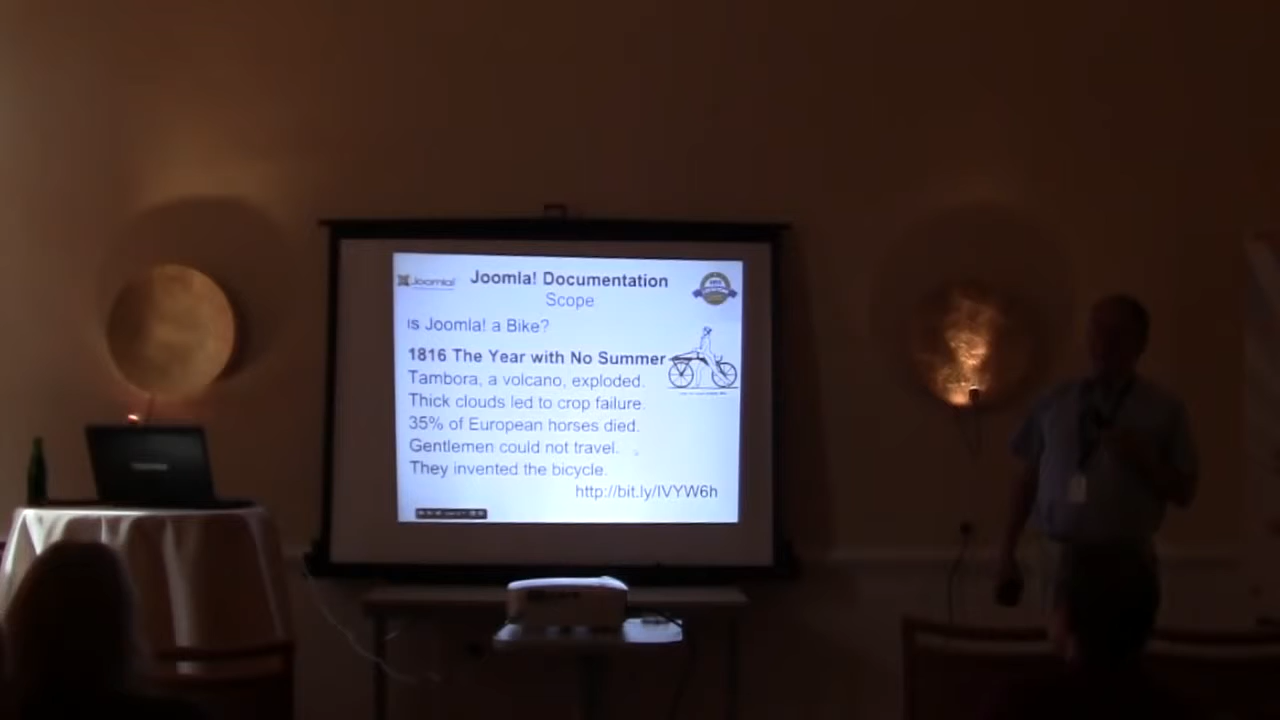 Joomla!
Joomla! Documentation
Scope
is Joomla! a Bike?
1816 The Year with No Summer
Tambora, a volcano, exploded.
Thick clouds led to crop failure.
35% of European horses died.
Gentlemen could not travel.
They invented the bicycle.
http://bit.ly/IVYW6h